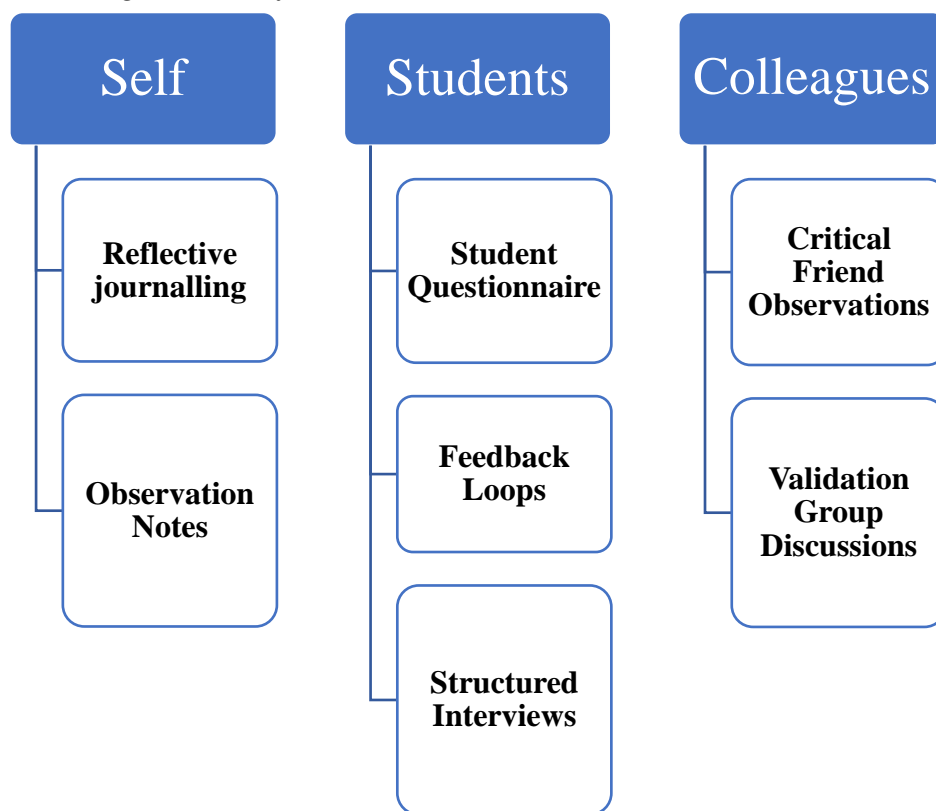 Self
Reflective
journalling
Observation
Notes
Students
Student
Questionnaire
Feedback
Loops
Structured
Interviews
Colleagues
Critical
Friend
Observations
Validation
Group
Discussions